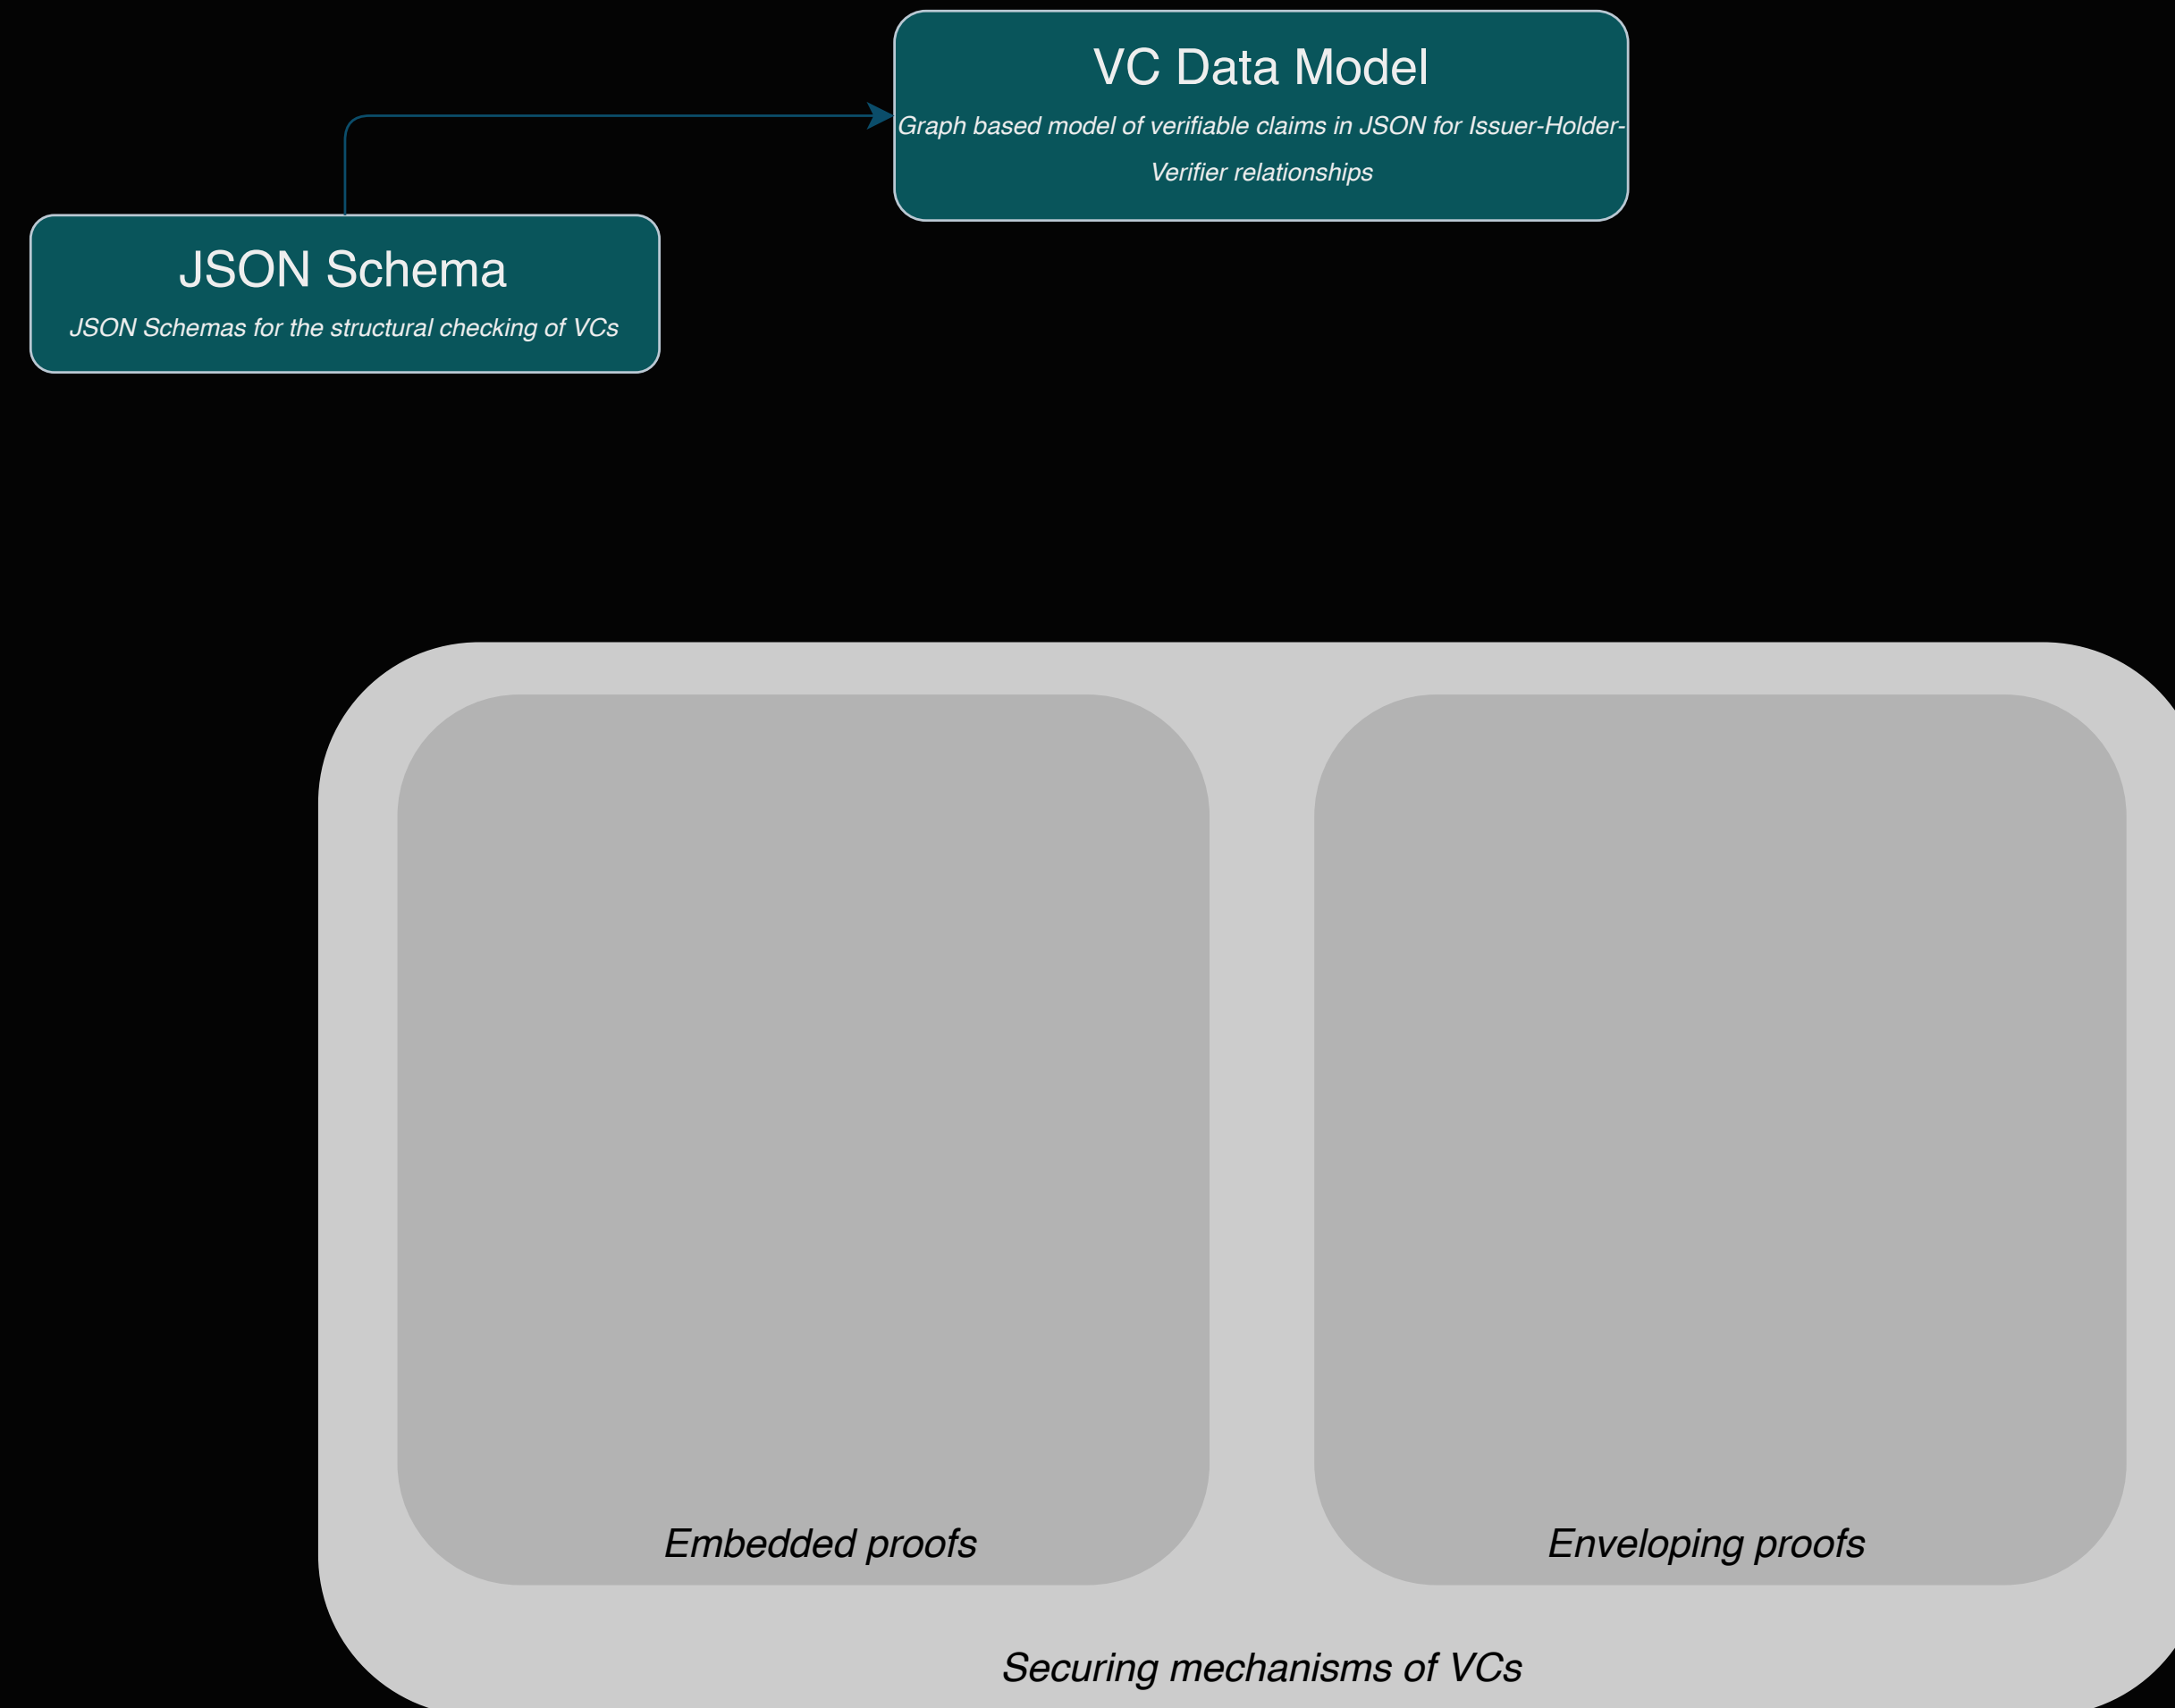 VC Data Model
Graph based model of verifiable claims in JSON for Issuer-Holder-
Verifier relationships
JSON Schema
JSON Schemas for the structural checking of VCs
Embedded proofs
Enveloping proofs
Securing mechanisms of VCs